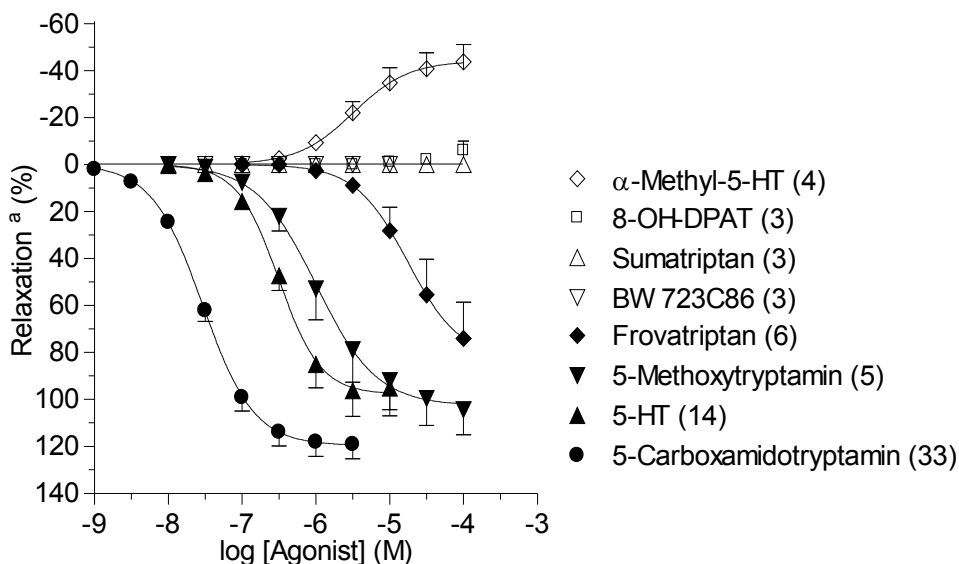 -60
-40
-20
0
20
40
60
80
100
120
140
Relaxation ᵃ (%)
-9 -8 -7 -6 -5 -4 -3
log [Agonist] (M)
α-Methyl-5-HT (4)
8-OH-DPAT (3)
Sumatriptan (3)
BW 723C86 (3)
Frovatriptan (6)
5-Methoxytryptamin (5)
5-HT (14)
5-Carboxamidotryptamin (33)